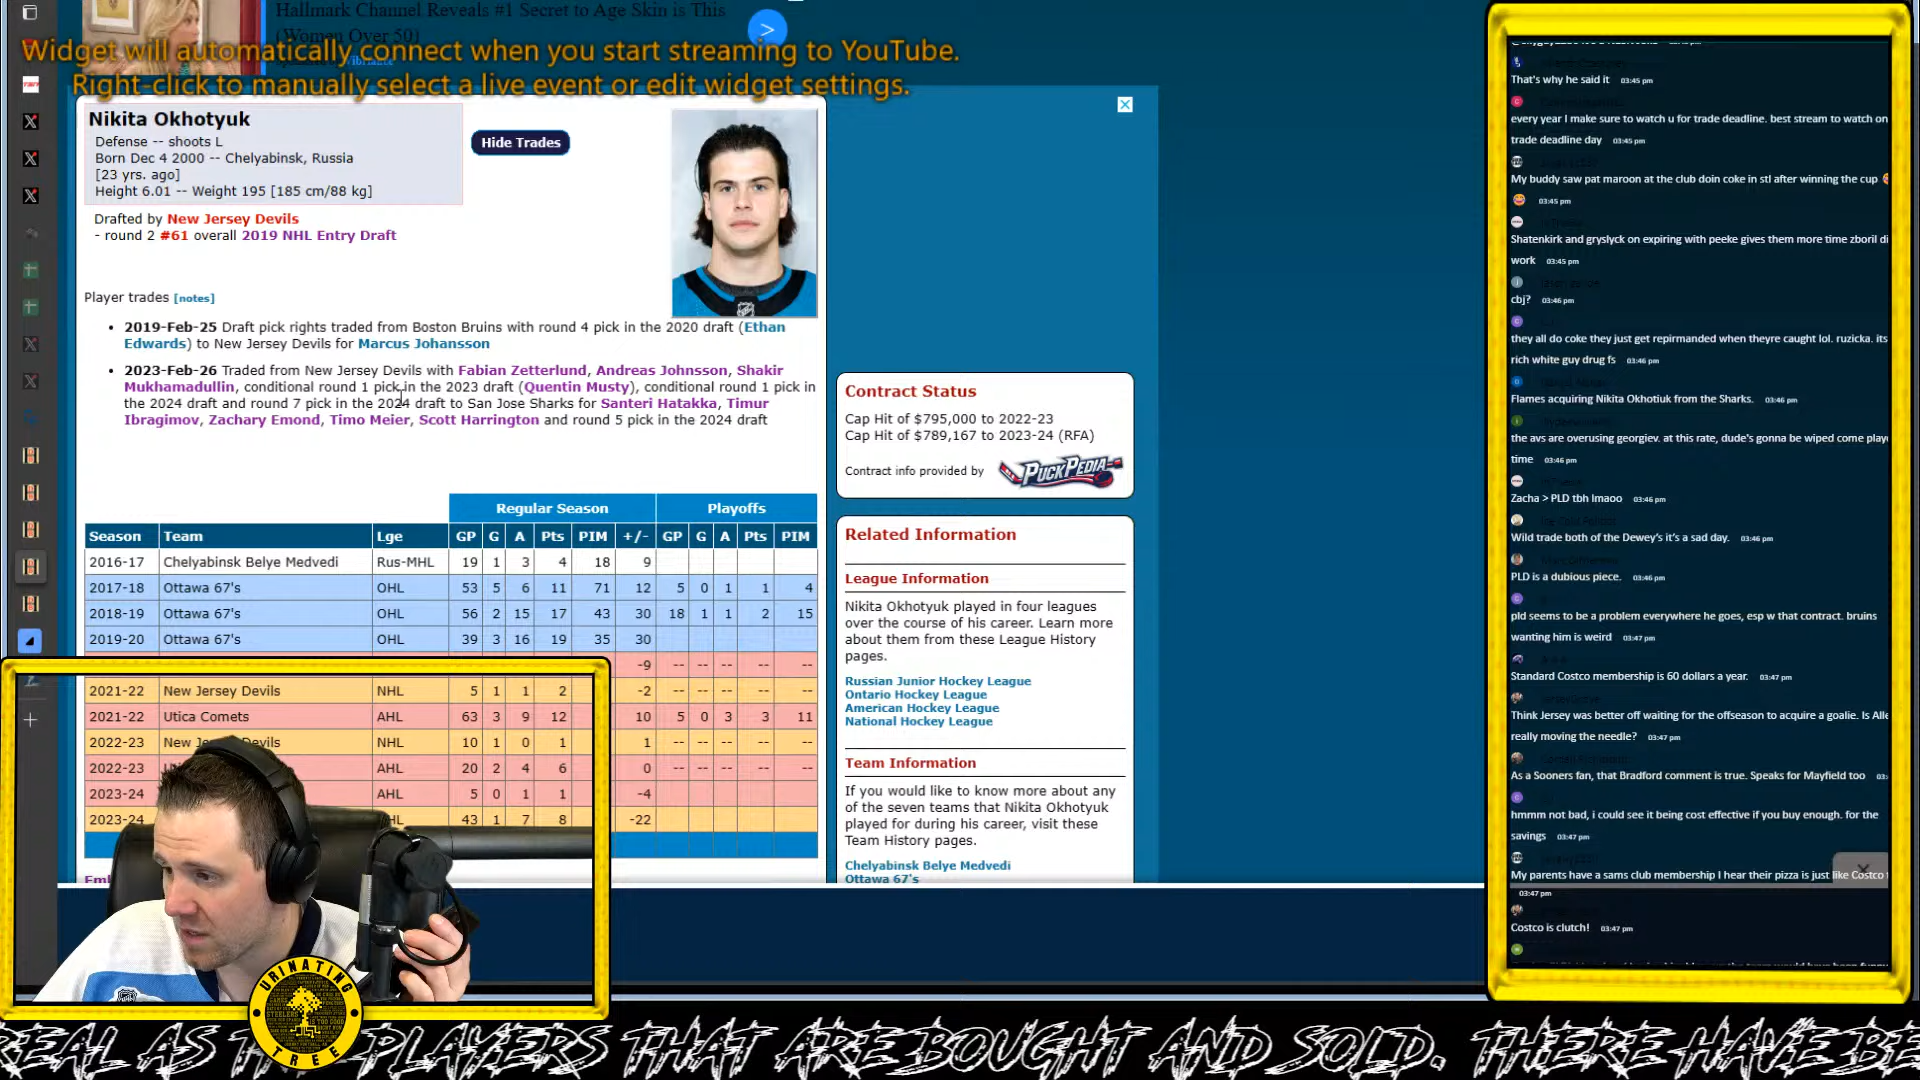 Hallmark Channel Reveals #1 Secret to Age Skin is This
(Women Over 50)
Widget will automatically connect when you start streaming to YouTube.
Right-click to manually select a live event or edit widget settings.
Nikita Okhotyuk
Defense -- shoots L
Born Dec 4 2000 -- Chelyabinsk, Russia
[23 yrs. ago]
Height 6.01 -- Weight 195 [185 cm/88 kg]
Hide Trades
Drafted by New Jersey Devils
- round 2 #61 overall 2019 NHL Entry Draft
Player trades [notes]
• 2019-Feb-25 Draft pick rights traded from Boston Bruins with round 4 pick in the 2020 draft (Ethan
Edwards) to New Jersey Devils for Marcus Johansson
• 2023-Feb-26 Traded from New Jersey Devils with Fabian Zetterlund, Andreas Johnsson, Shakir
Mukhamadullin, conditional round 1 pick in the 2023 draft (Quentin Musty), conditional round 1 pick in
the 2024 draft and round 7 pick in the 2024 draft to San Jose Sharks for Santeri Hatakka, Timur
Ibragimov, Zachary Emond, Timo Meier, Scott Harrington and round 5 pick in the 2024 draft
Regular Season Playoffs
Season Team Lge GP G A Pts PIM +/- GP G A Pts PIM
2016-17 Chelyabinsk Belye Medvedi Rus-MHL 19 1 3 4 18 9
2017-18 Ottawa 67's OHL 53 5 6 11 71 12 5 0 1 1 4
2018-19 Ottawa 67's OHL 56 2 15 17 43 30 18 1 1 2 15
2019-20 Ottawa 67's OHL 39 3 16 19 35 30
-9 -- -- -- -- --
2021-22 New Jersey Devils NHL 5 1 1 2 -2 -- -- -- -- --
2021-22 Utica Comets AHL 63 3 9 12 10 5 0 3 3 11
2022-23 New Devils NHL 10 1 0 1 1 -- -- -- -- --
2022-23 AHL 20 2 4 6 0 -- -- -- -- --
2023-24 AHL 5 0 1 1 -4
2023-24 43 1 7 8 -22
Contract Status
Cap Hit of $795,000 to 2022-23
Cap Hit of $789,167 to 2023-24 (RFA)
Contract info provided by PUCKPEDIA
Related Information
League Information
Nikita Okhotyuk played in four leagues
over the course of his career. Learn more
about them from these League History
pages.
Russian Junior Hockey League
Ontario Hockey League
American Hockey League
National Hockey League
Team Information
If you would like to know more about any
of the seven teams that Nikita Okhotyuk
played for during his career, visit these
Team History pages.
Chelyabinsk Belye Medvedi
Ottawa 67's
That's why he said it 03:45 pm
every year I make sure to watch u for trade deadline. best stream to watch on
trade deadline day 03:45 pm
My buddy saw pat maroon at the club doin coke in stl after winning the cup
03:45 pm
Shatenkirk and gryslyck on expiring with peeke gives them more time zboril di
work 03:45 pm
cbj? 03:46 pm
they all do coke they just get repirmanded when theyre caught lol. ruzicka. its
rich white guy drug fs 03:46 pm
Flames acquiring Nikita Okhotiuk from the Sharks. 03:46 pm
the avs are overusing georgiev. at this rate, dude's gonna be wiped come play
time 03:46 pm
Zacha > PLD tbh lmaoo 03:46 pm
Wild trade both of the Dewey's it's a sad day. 03:46 pm
PLD is a dubious piece. 03:46 pm
pld seems to be a problem everywhere he goes, esp w that contract. bruins
wanting him is weird 03:47 pm
Standard Costco membership is 60 dollars a year. 03:47 pm
Think Jersey was better off waiting for the offseason to acquire a goalie. Is Alle
really moving the needle? 03:47 pm
As a Sooners fan, that Bradford comment is true. Speaks for Mayfield too 03:
hmmm not bad, i could see it being cost effective if you buy enough. for the
savings 03:47 pm
My parents have a sams club membership I hear their pizza is just like Costco
03:47 pm
Costco is clutch! 03:47 pm
URINATING
TREE
REAL AS THE PLAYERS THAT ARE BOUGHT AND SOLD. THERE HAVE BE